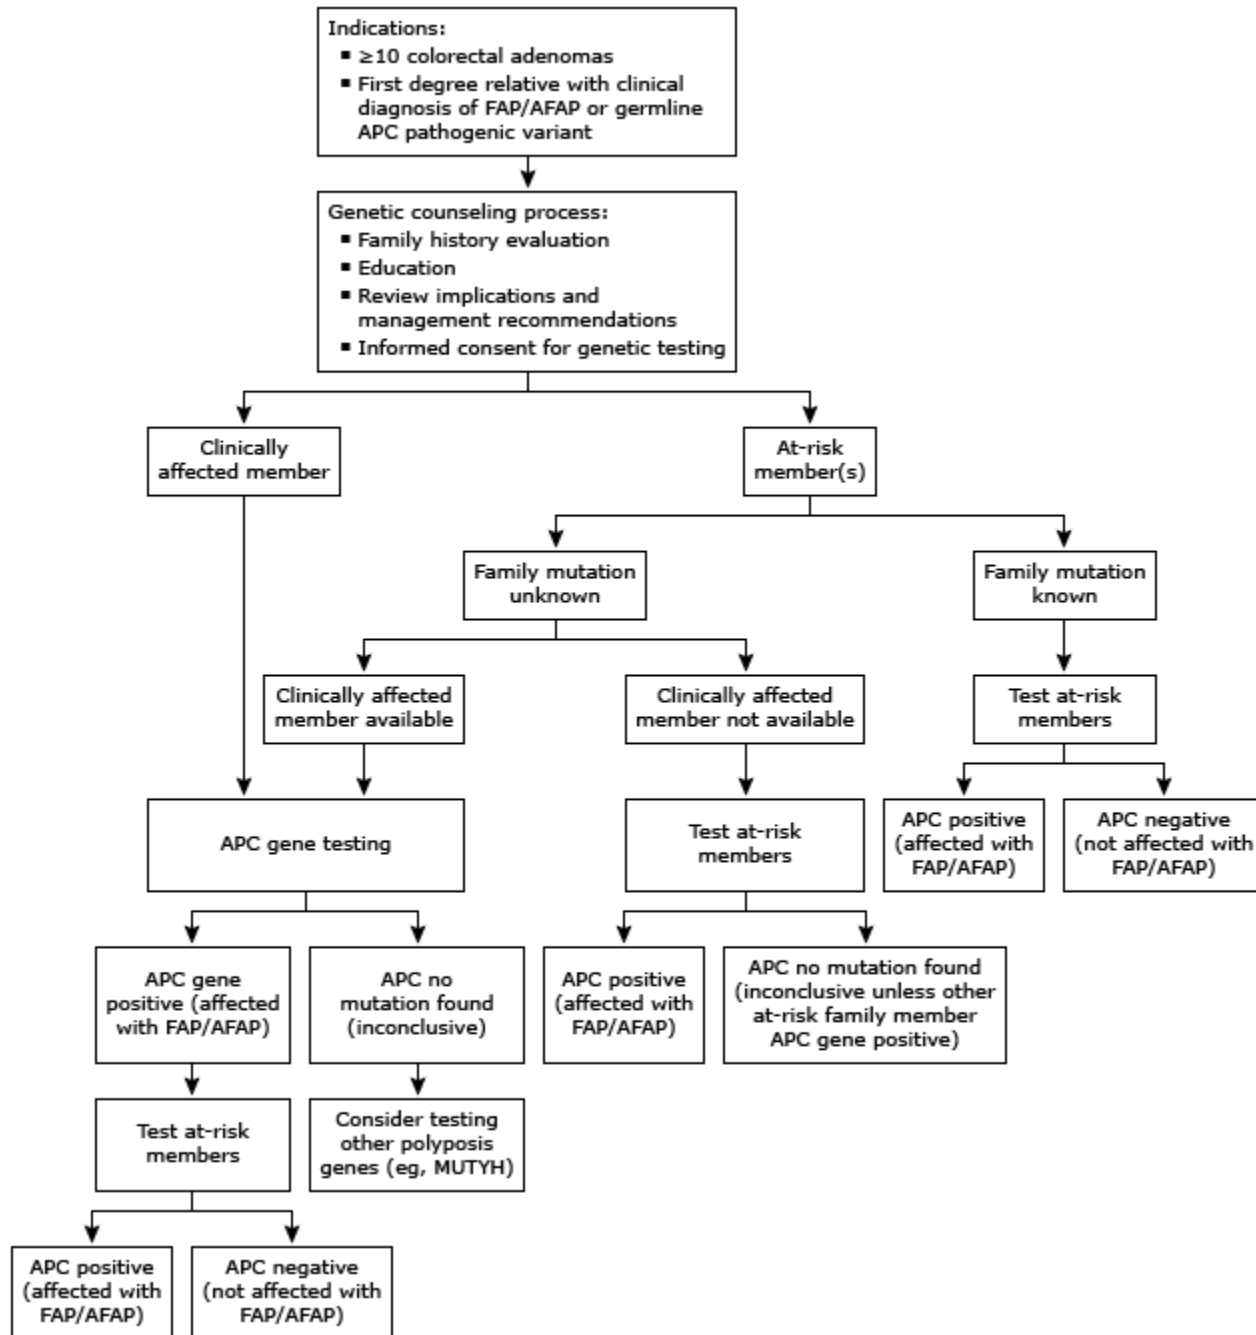 Indications:
▪ ≥10 colorectal adenomas
▪ First degree relative with clinical
diagnosis of FAP/AFAP or germline
APC pathogenic variant
Genetic counseling process:
▪ Family history evaluation
▪ Education
▪ Review implications and
management recommendations
▪ Informed consent for genetic testing
Clinically
affected member
At-risk
member(s)
Family mutation
unknown
Family mutation
known
Clinically affected
member available
Clinically affected
member not available
Test at-risk
members
APC gene testing
Test at-risk
members
APC positive
(affected with
FAP/AFAP)
APC negative
(not affected with
FAP/AFAP)
APC gene
positive (affected
with FAP/AFAP)
APC no
mutation found
(inconclusive)
APC positive
(affected with
FAP/AFAP)
APC no mutation found
(inconclusive unless other
at-risk family member
APC gene positive)
Test at-risk
members
Consider testing
other polyposis
genes (eg, MUTYH)
APC positive
(affected with
FAP/AFAP)
APC negative
(not affected with
FAP/AFAP)